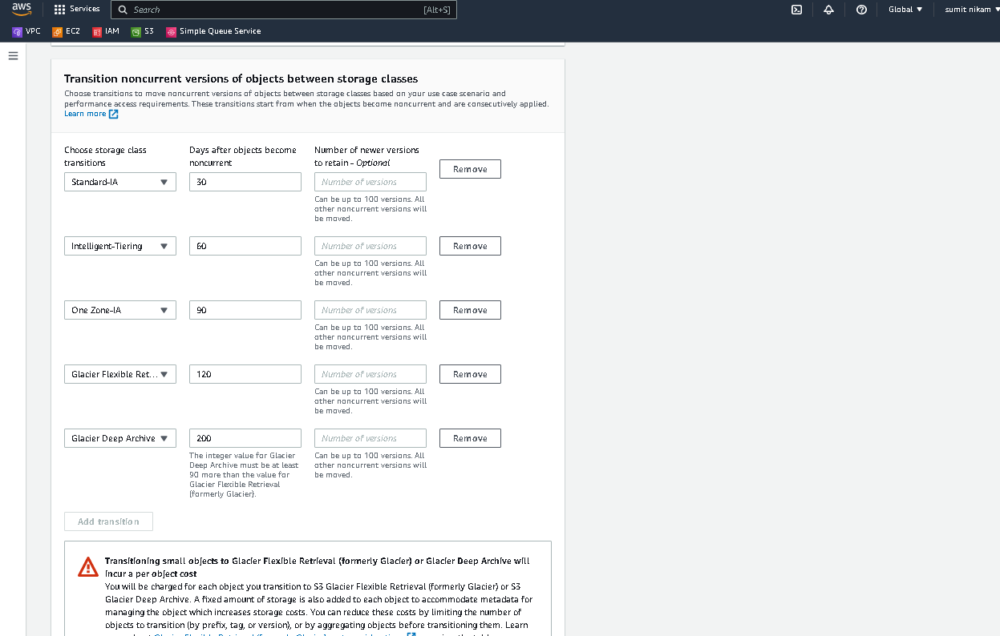 aws
Services
Search
[Alt+S]
Global
sumit nikam
VPC
EC2
IAM
S3
Simple Queue Service
Transition noncurrent versions of objects between storage classes
Choose transitions to move noncurrent versions of objects between storage classes based on your use case scenario and
performance access requirements. These transitions start from when the objects become noncurrent and are consecutively applied.
Learn more
Choose storage class
transitions
Days after objects become
noncurrent
Number of newer versions
to retain - Optional
Standard-IA
30
Number of versions
Remove
Can be up to 100 versions. All
other noncurrent versions will
be moved.
Intelligent-Tiering
60
Number of versions
Remove
Can be up to 100 versions. All
other noncurrent versions will
be moved.
One Zone-IA
90
Number of versions
Remove
Can be up to 100 versions. All
other noncurrent versions will
be moved.
Glacier Flexible Ret...
120
Number of versions
Remove
Can be up to 100 versions. All
other noncurrent versions will
be moved.
Glacier Deep Archive
200
Number of versions
Remove
The integer value for Glacier
Deep Archive must be at least
90 more than the value for
Glacier Flexible Retrieval
(formerly Glacier).
Can be up to 100 versions. All
other noncurrent versions will
be moved.
Add transition
Transitioning small objects to Glacier Flexible Retrieval (formerly Glacier) or Glacier Deep Archive will
incur a per object cost
You will be charged for each object you transition to S3 Glacier Flexible Retrieval (formerly Glacier) or S3
Glacier Deep Archive. A fixed amount of storage is also added to each object to accommodate metadata for
managing the object which increases storage costs. You can reduce these costs by limiting the number of
objects to transition (by prefix, tag, or version), or by aggregating objects before transitioning them. Learn